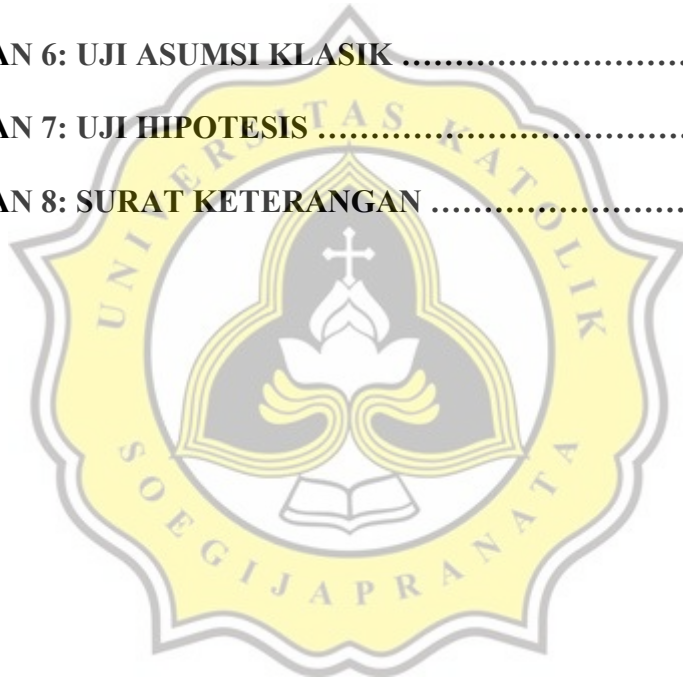 AN 6: UJI ASUMSI KLASIK ............................
AN 7: UJI HIPOTESIS ....................................
AN 8: SURAT KETERANGAN .........................
UNIVERSITAS KATOLIK
SOEGIJAPRANATA